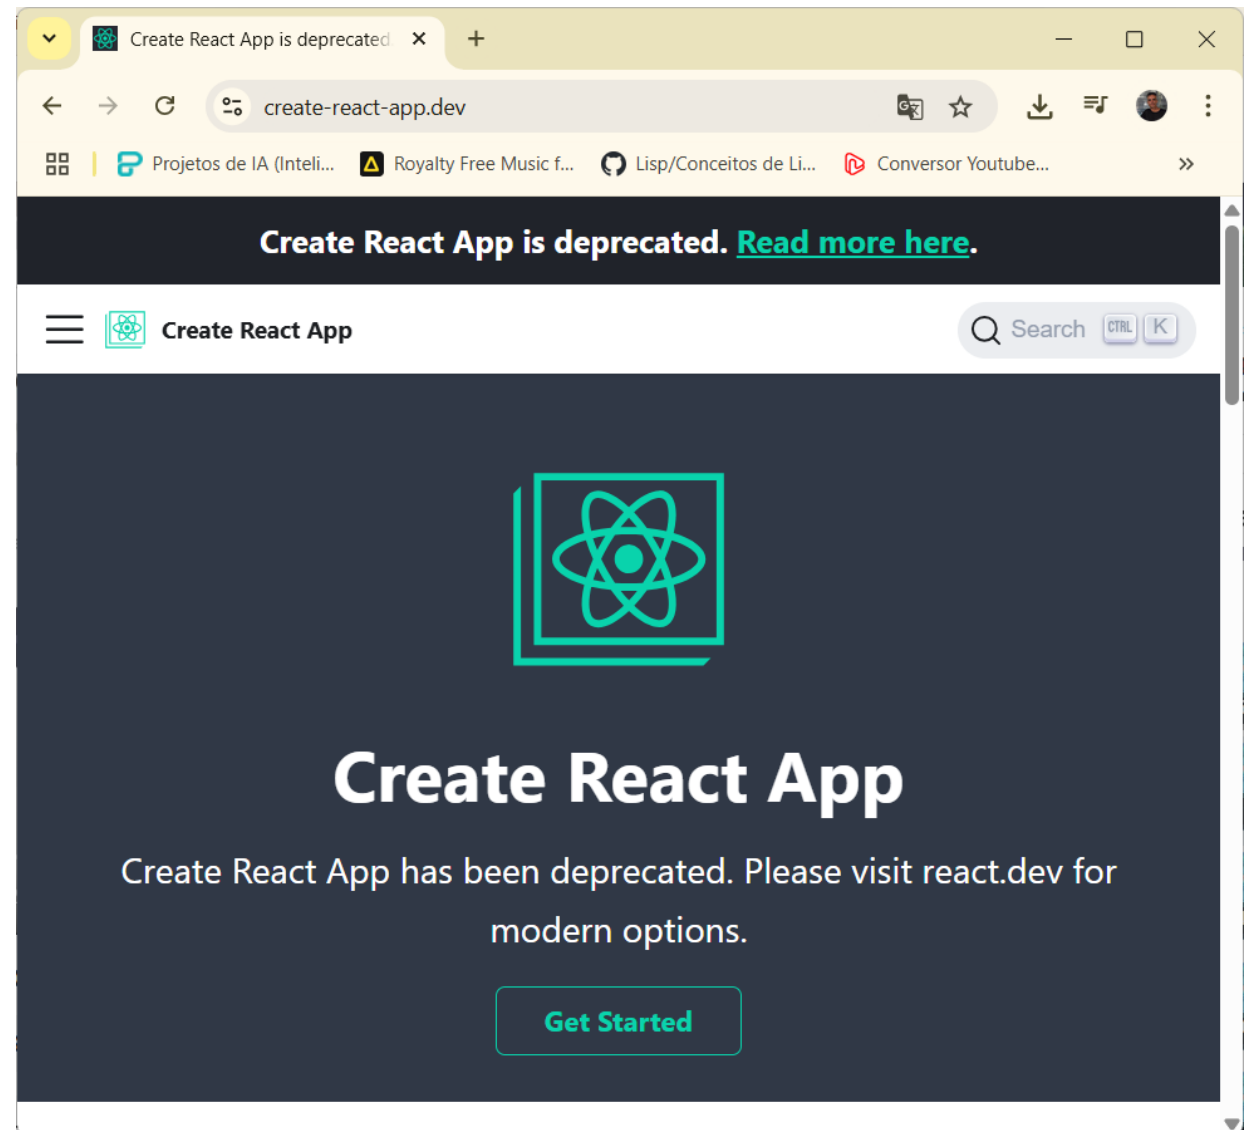 Create React App is deprecated.
create-react-app.dev
Projetos de IA (Inteli...
Royalty Free Music f...
Lisp/Conceitos de Li...
Conversor Youtube...
Create React App is deprecated. Read more here.
Create React App
Search CTRL K
Create React App
Create React App has been deprecated. Please visit react.dev for
modern options.
Get Started